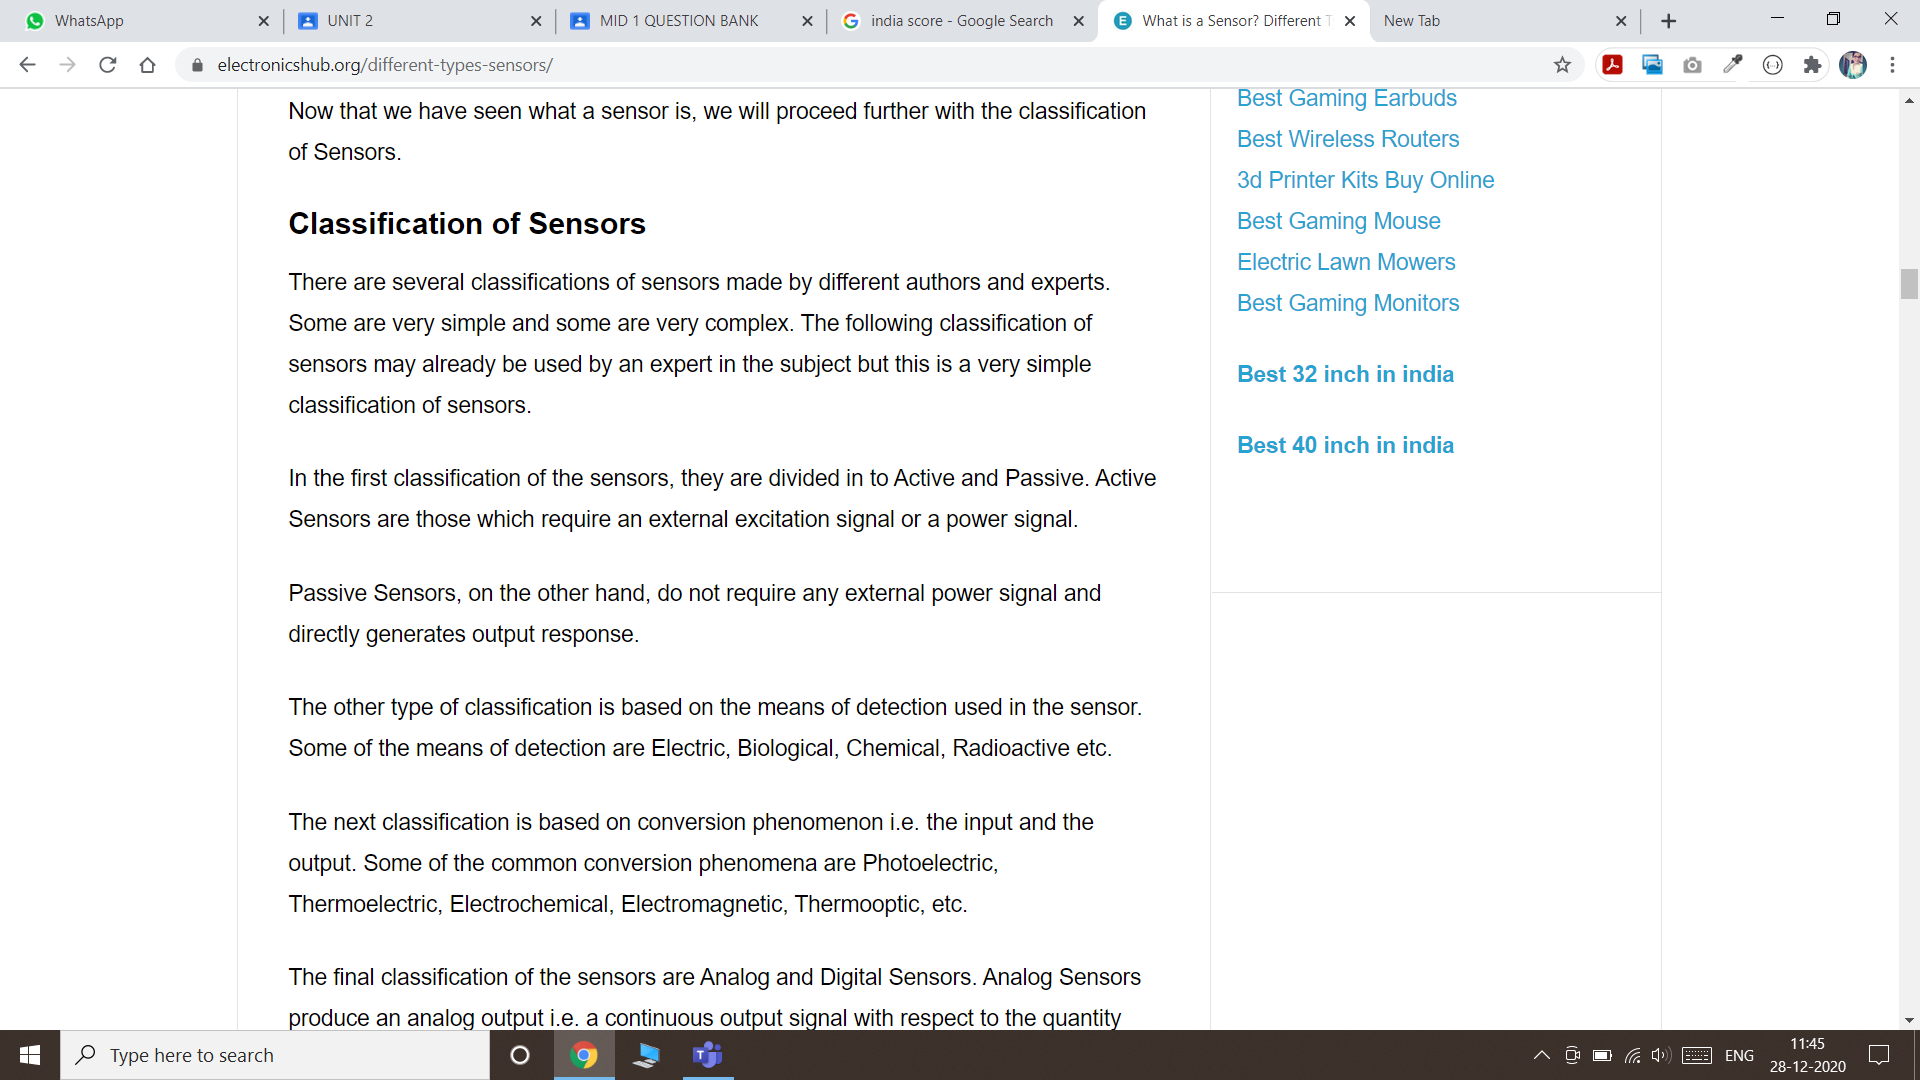 WhatsApp
UNIT 2
MID 1 QUESTION BANK
india score - Google Search
What is a Sensor? Different T
New Tab
electronicshub.org/different-types-sensors/
Now that we have seen what a sensor is, we will proceed further with the classification
of Sensors.
Classification of Sensors
There are several classifications of sensors made by different authors and experts.
Some are very simple and some are very complex. The following classification of
sensors may already be used by an expert in the subject but this is a very simple
classification of sensors.
In the first classification of the sensors, they are divided in to Active and Passive. Active
Sensors are those which require an external excitation signal or a power signal.
Passive Sensors, on the other hand, do not require any external power signal and
directly generates output response.
The other type of classification is based on the means of detection used in the sensor.
Some of the means of detection are Electric, Biological, Chemical, Radioactive etc.
The next classification is based on conversion phenomenon i.e. the input and the
output. Some of the common conversion phenomena are Photoelectric,
Thermoelectric, Electrochemical, Electromagnetic, Thermooptic, etc.
The final classification of the sensors are Analog and Digital Sensors. Analog Sensors
produce an analog output i.e. a continuous output signal with respect to the quantity
Best Gaming Earbuds
Best Wireless Routers
3d Printer Kits Buy Online
Best Gaming Mouse
Electric Lawn Mowers
Best Gaming Monitors
Best 32 inch in india
Best 40 inch in india
Type here to search
ENG
11:45
28-12-2020